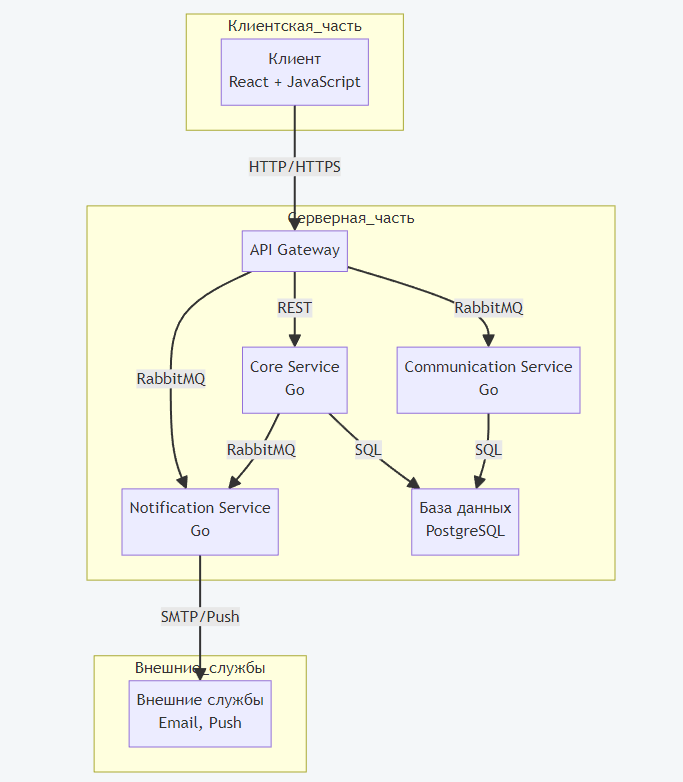 Клиентская_часть
Клиент
React + JavaScript
HTTP/HTTPS
Серверная_часть
API Gateway
REST
RabbitMQ
Core Service
Go
Communication Service
Go
RabbitMQ
RabbitMQ
SQL
SQL
Notification Service
Go
База данных
PostgreSQL
SMTP/Push
Внешние_службы
Внешние службы
Email, Push